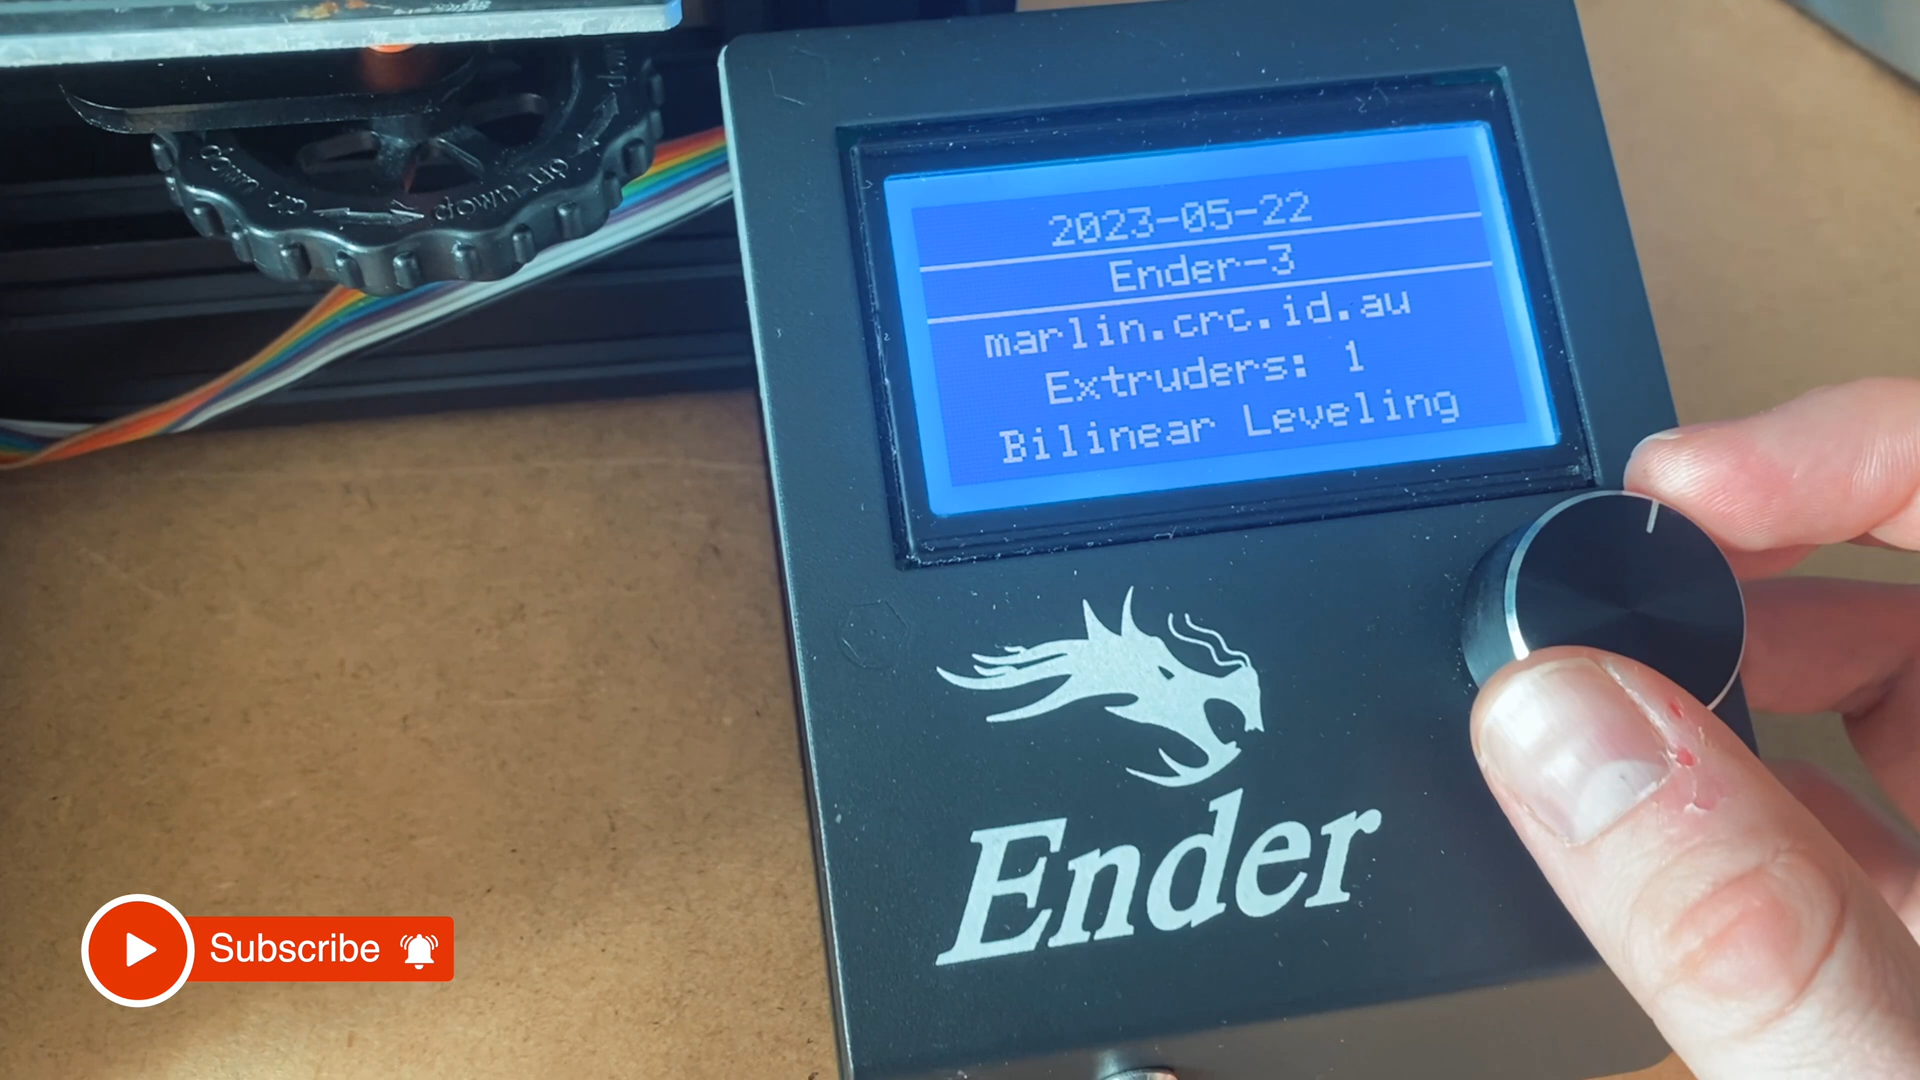 2023-05-22
Ender-3
marlin.crc.id.au
Extruders: 1
Bilinear Leveling
Ender
Subscribe